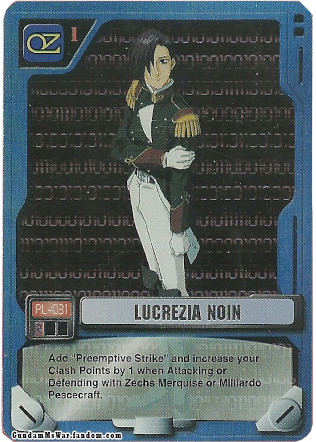 OZ 1
LUCREZIA NOIN
PL-031
Add "Preemptive Strike" and increase your
Clash Points by 1 when Attacking or
Defending with Zechs Merquise or Milliardo
Peacecraft.
GundamMsWar.fandom.com